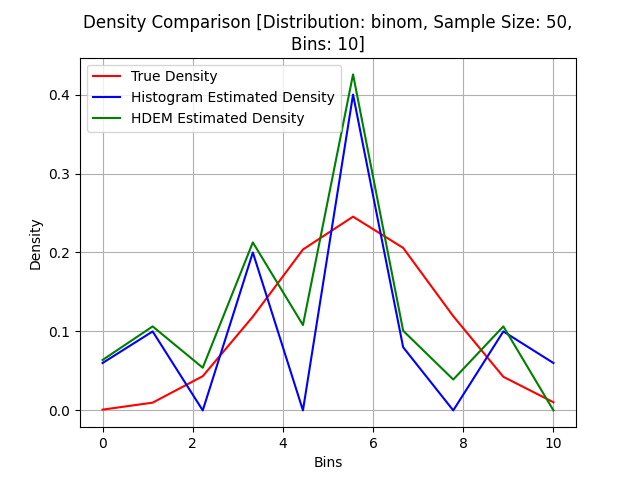 Density Comparison [Distribution: binom, Sample Size: 50,
Bins: 10]
True Density
Histogram Estimated Density
HDEM Estimated Density
Density
0.4
0.3
0.2
0.1
0.0
0 2 4 6 8 10
Bins